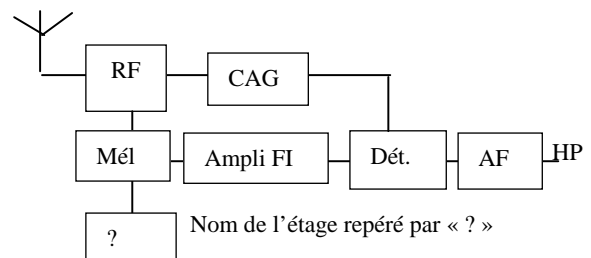 RF
CAG
Mél
Ampli FI
Dét.
AF
HP
?
Nom de l’étage repéré par « ? »